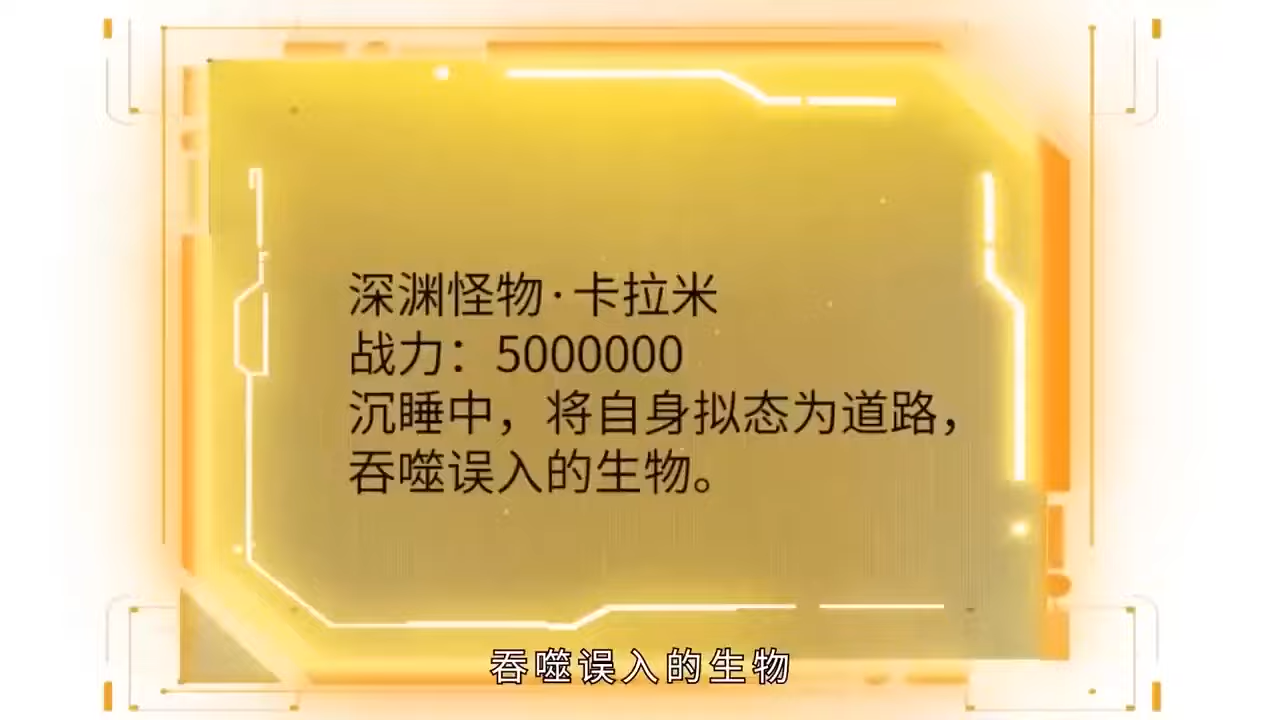 深渊怪物·卡拉米
战力：5000000
沉睡中，将自身拟态为道路，
吞噬误入的生物。
吞噬误入的生物